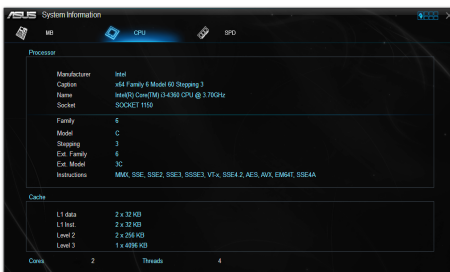 ASUS System Information
MB CPU SPD
Processor
Manufacturer Intel
Caption x64 Family 6 Model 60 Stepping 3
Name Intel(R) Core(TM) i3-4360 CPU @ 3.70GHz
Socket SOCKET 1150
Family 6
Model C
Stepping 3
Ext. Family 6
Ext. Model 3C
Instructions MMX, SSE, SSE2, SSE3, SSSE3, VT-x, SSE4.2, AES, AVX, EM64T, SSE4A
Cache
L1 data 2 x 32 KB
L1 Inst. 2 x 32 KB
Level 2 2 x 256 KB
Level 3 1 x 4096 KB
Cores 2 Threads 4